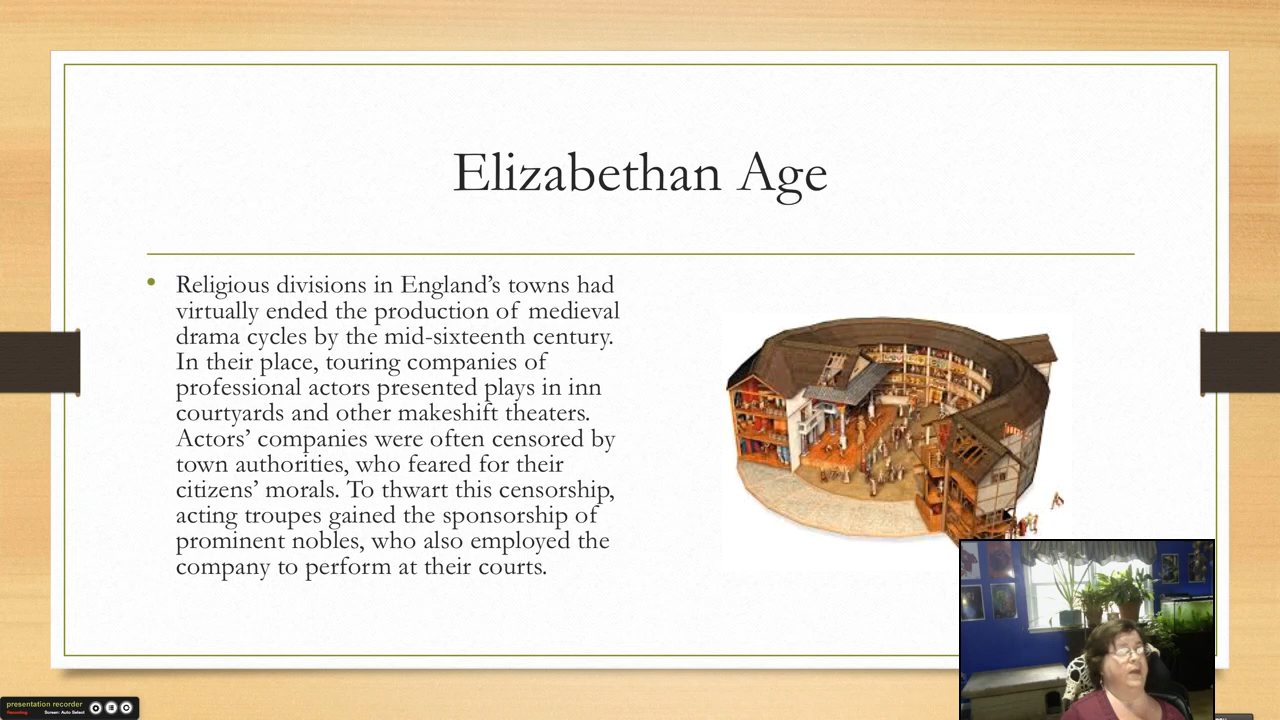 Elizabethan Age
• Religious divisions in England’s towns had
virtually ended the production of medieval
drama cycles by the mid-sixteenth century.
In their place, touring companies of
professional actors presented plays in inn
courtyards and other makeshift theaters.
Actors’ companies were often censored by
town authorities, who feared for their
citizens’ morals. To thwart this censorship,
acting troupes gained the sponsorship of
prominent nobles, who also employed the
company to perform at their courts.
presentation recorder
Recording Screen: Auto Select